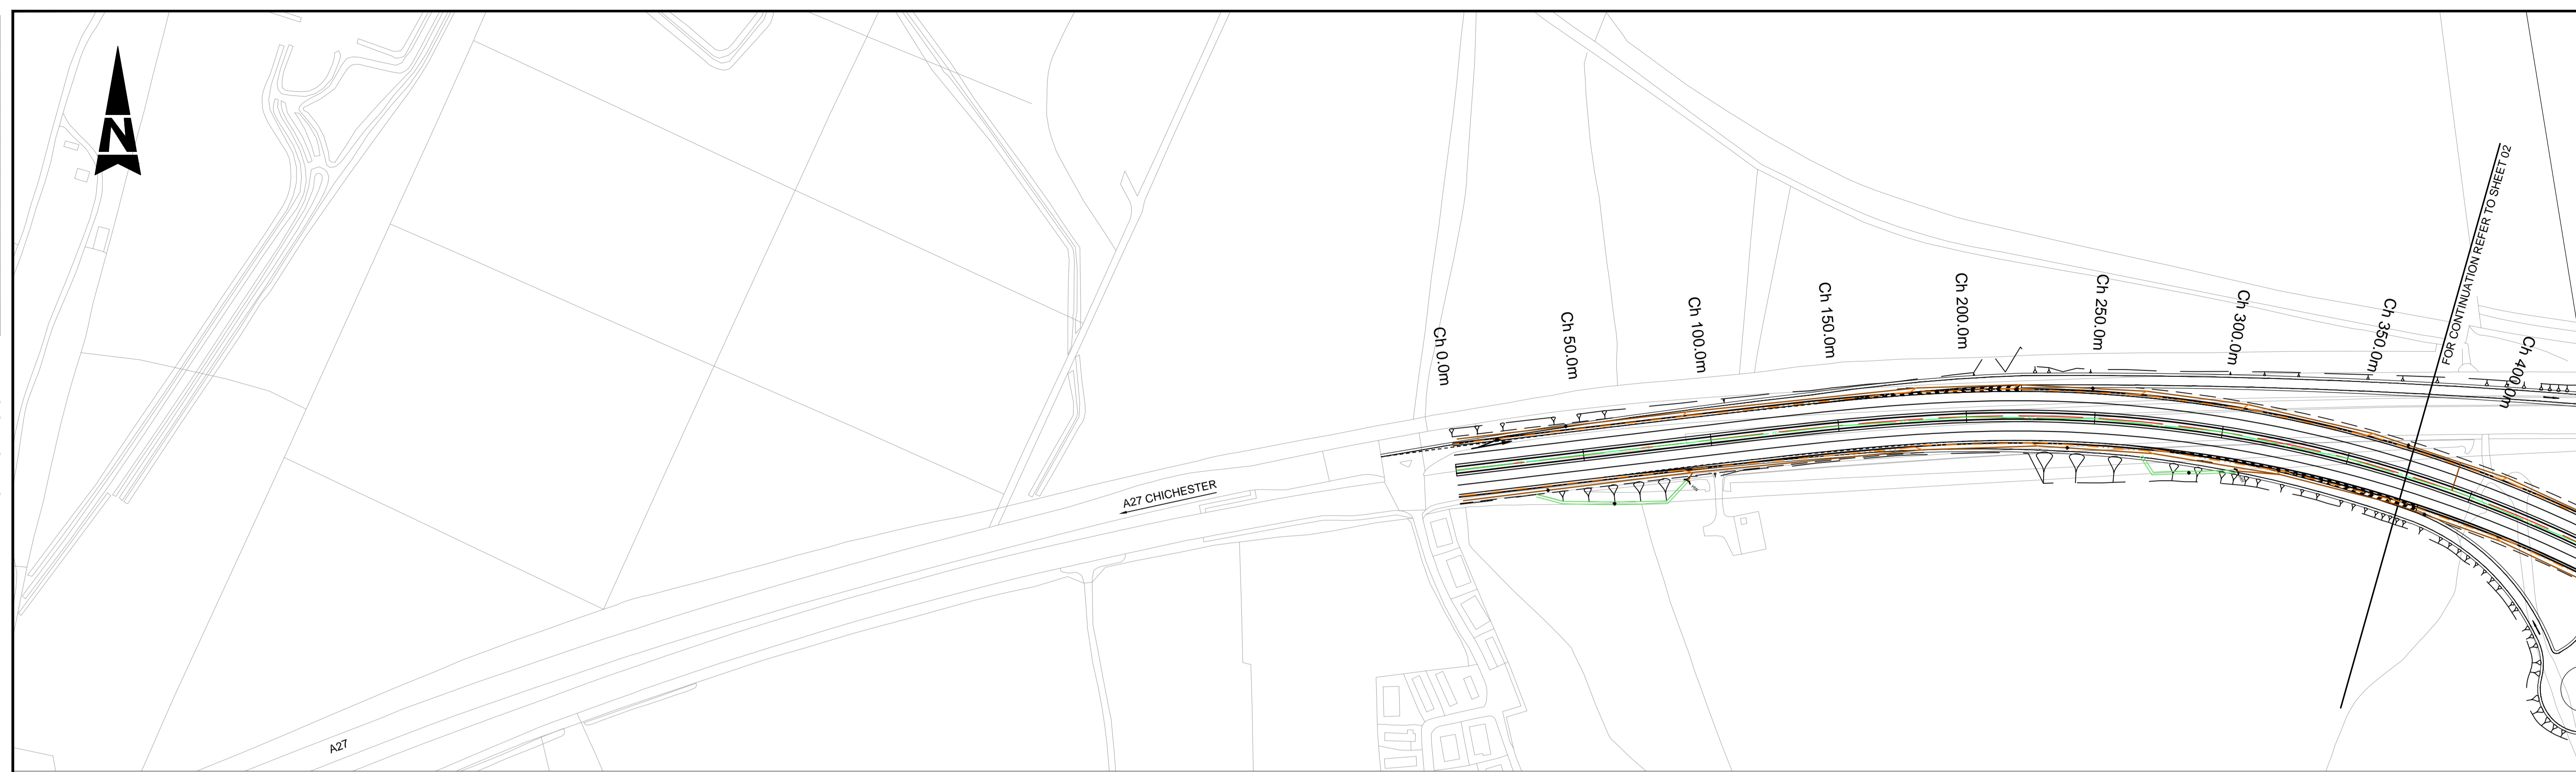 N
Ch 0.0m
Ch 50.0m
Ch 100.0m
Ch 150.0m
Ch 200.0m
Ch 250.0m
Ch 300.0m
Ch 350.0m
FOR CONTINUATION REFER TO SHEET 02
Ch 400.0m
A27 CHICHESTER
A27